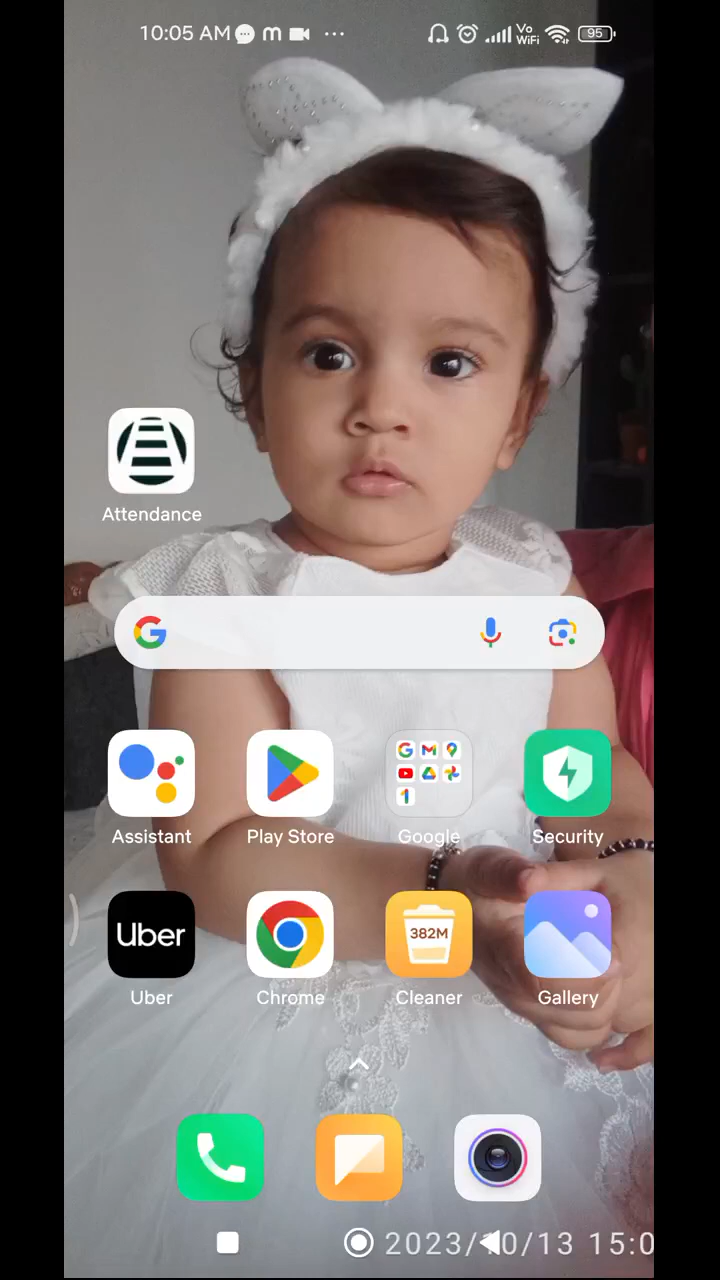 10:05 AM
Vo WiFi
95
Attendance
Assistant
Play Store
Google
Security
Uber
382M
Uber
Chrome
Cleaner
Gallery
2023/10/13 15:0